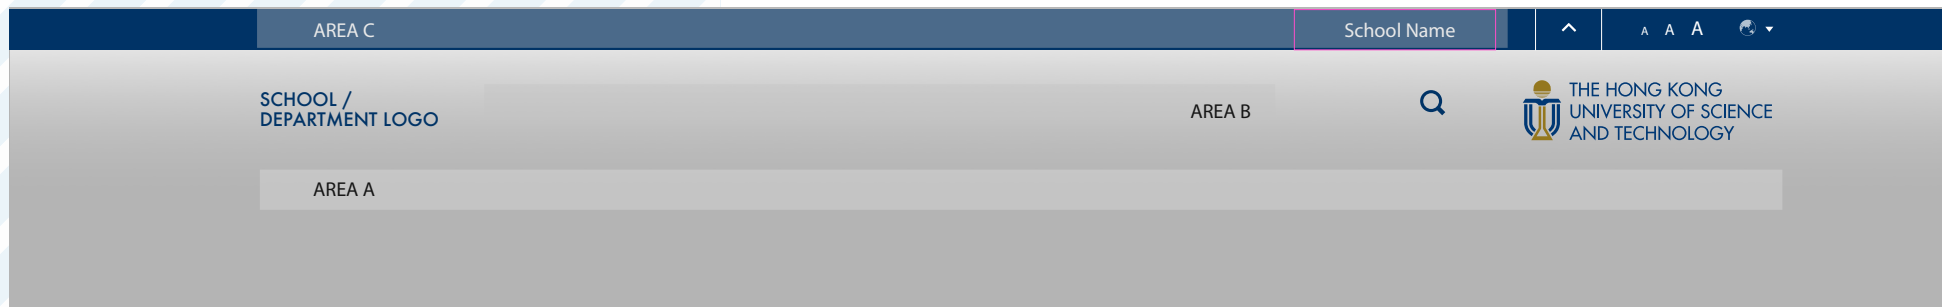 AREA C
School Name
A A A
SCHOOL /
DEPARTMENT LOGO
AREA B
THE HONG KONG
UNIVERSITY OF SCIENCE
AND TECHNOLOGY
AREA A